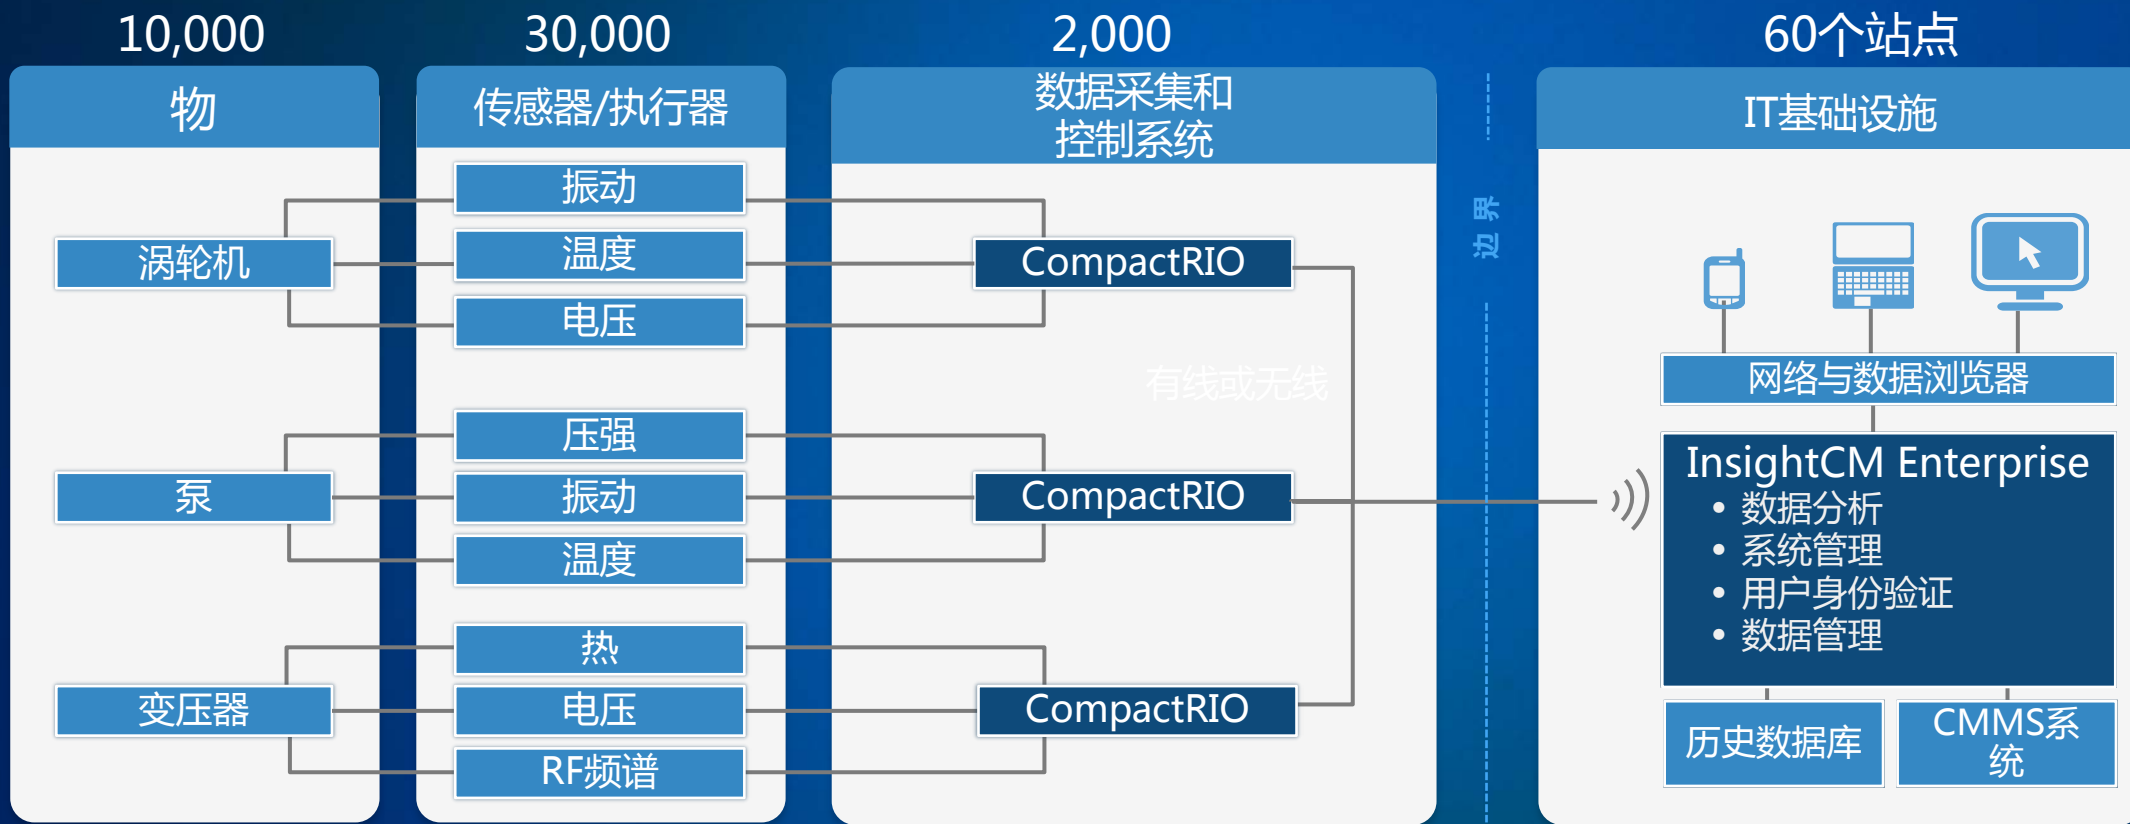 10,000
30,000
2,000
60个站点
物
传感器/执行器
数据采集和
控制系统
IT基础设施
涡轮机
振动
温度
电压
CompactRIO
有线或无线
泵
压强
振动
温度
CompactRIO
变压器
热
电压
RF频谱
CompactRIO
边界
网络与数据浏览器
InsightCM Enterprise
• 数据分析
• 系统管理
• 用户身份验证
• 数据管理
历史数据库
CMMS系
统